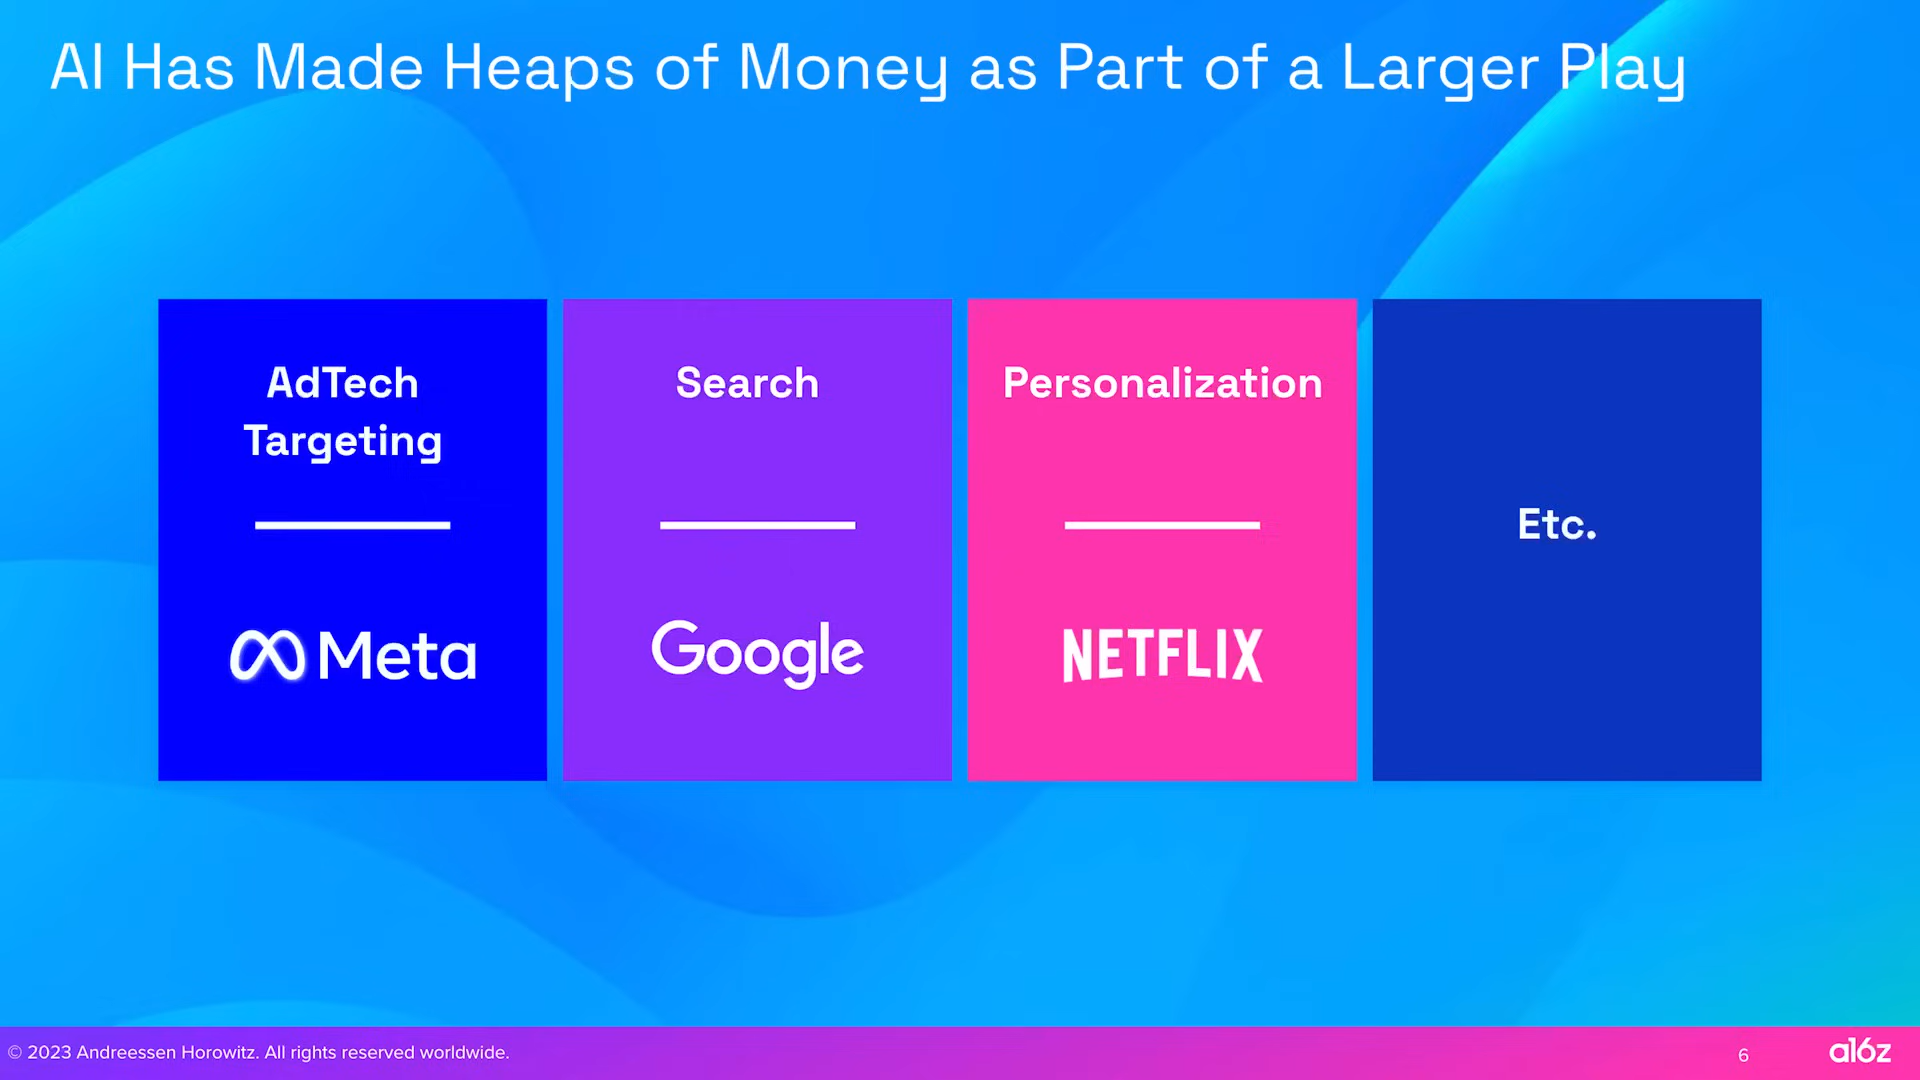 AI Has Made Heaps of Money as Part of a Larger Play
AdTech
Targeting
Meta
Search
Google
Personalization
NETFLIX
Etc.
© 2023 Andreessen Horowitz. All rights reserved worldwide.
6
a16z